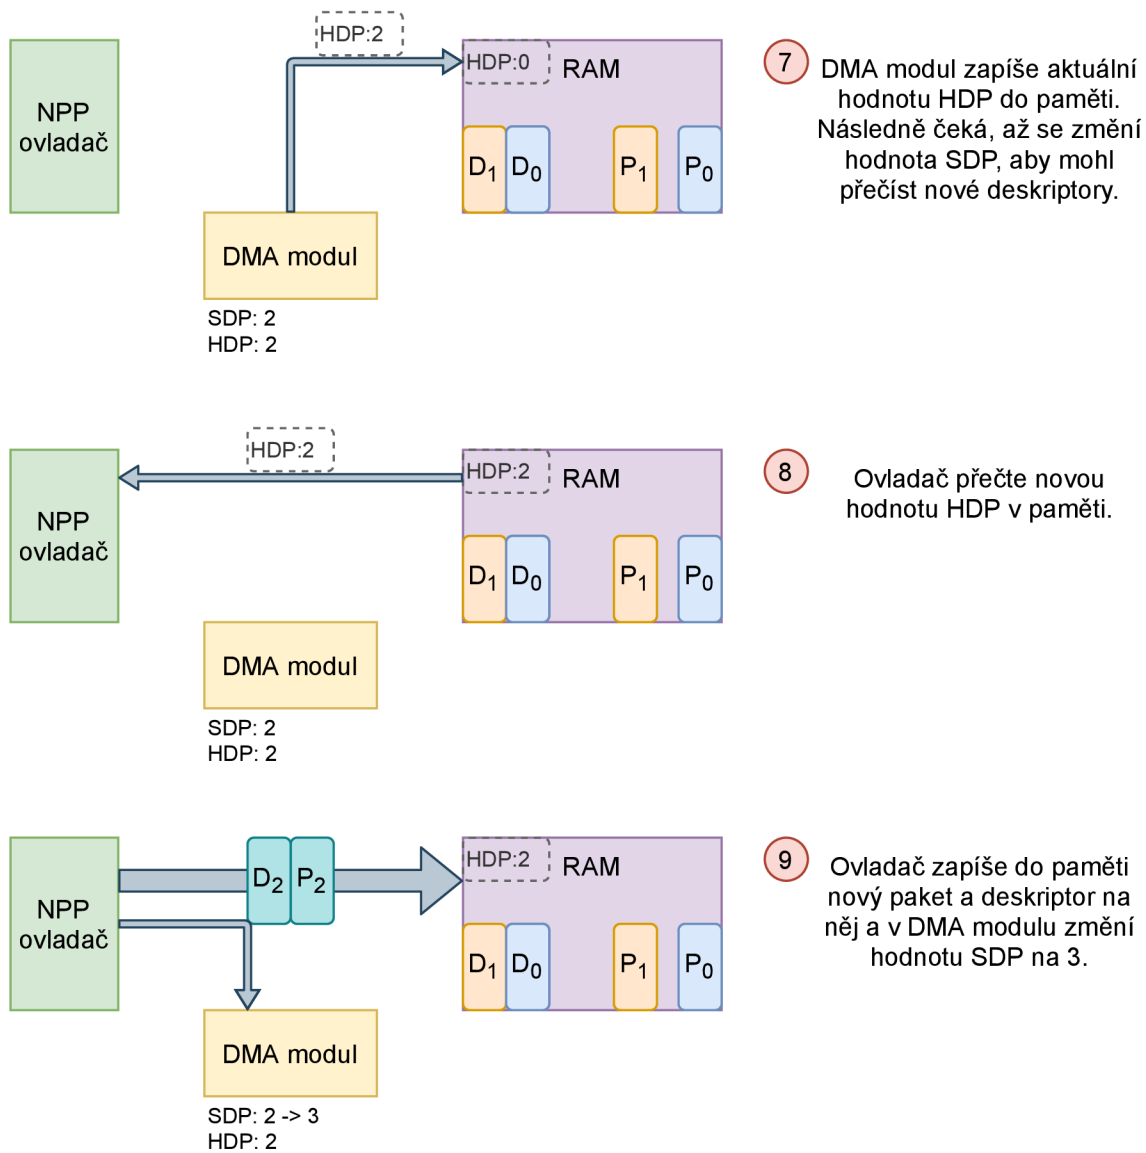 HDP:2
NPP
ovladač
HDP:0
RAM
D1
D0
P1
P0
DMA modul
SDP: 2
HDP: 2
7
DMA modul zapíše aktuální
hodnotu HDP do paměti.
Následně čeká, až se změní
hodnota SDP, aby mohl
přečíst nové deskriptory.
HDP:2
NPP
ovladač
HDP:2
RAM
D1
D0
P1
P0
DMA modul
SDP: 2
HDP: 2
8
Ovladač přečte novou
hodnotu HDP v paměti.
NPP
ovladač
D2
P2
HDP:2
RAM
D1
D0
P1
P0
DMA modul
SDP: 2 -> 3
HDP: 2
9
Ovladač zapíše do paměti
nový paket a deskriptor na
něj a v DMA modulu změní
hodnotu SDP na 3.